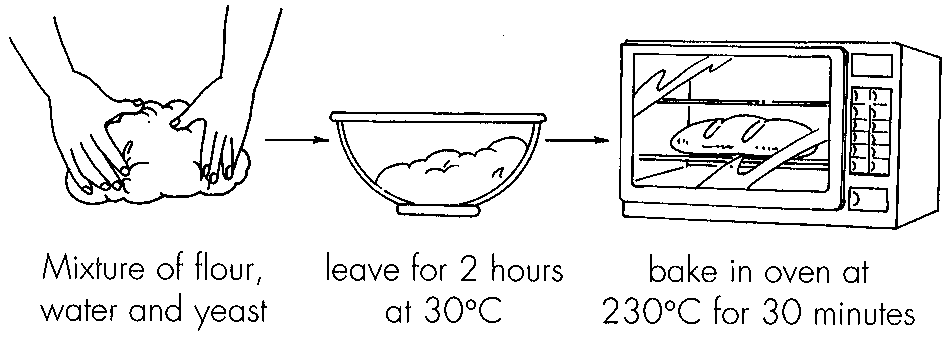 Mixture of flour,
water and yeast
leave for 2 hours
at 30°C
bake in oven at
230°C for 30 minutes